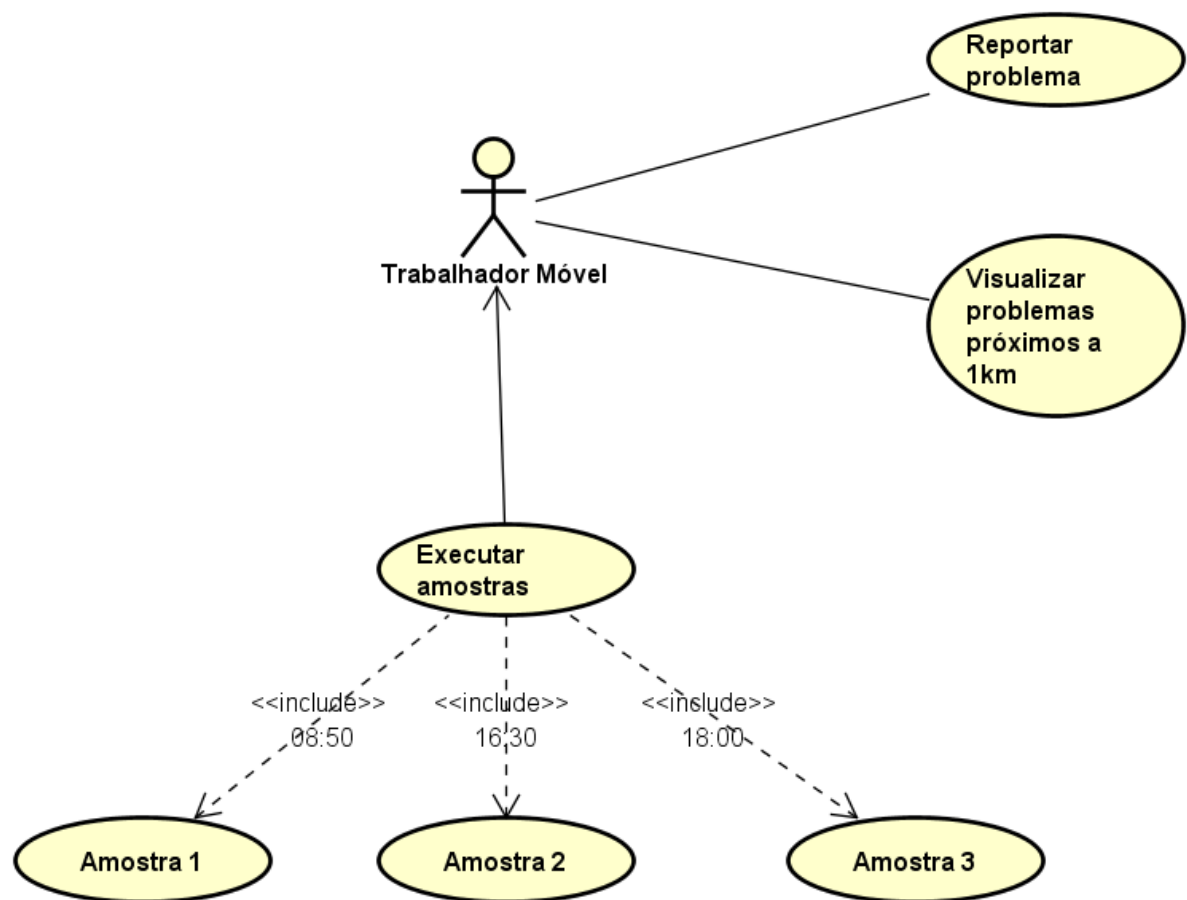 Reportar
problema
Trabalhador Móvel
Visualizar
problemas
próximos a
1km
Executar
amostras
<<include>>
<<include>>
<<include>>
08:50
16:30
18:00
Amostra 1
Amostra 2
Amostra 3